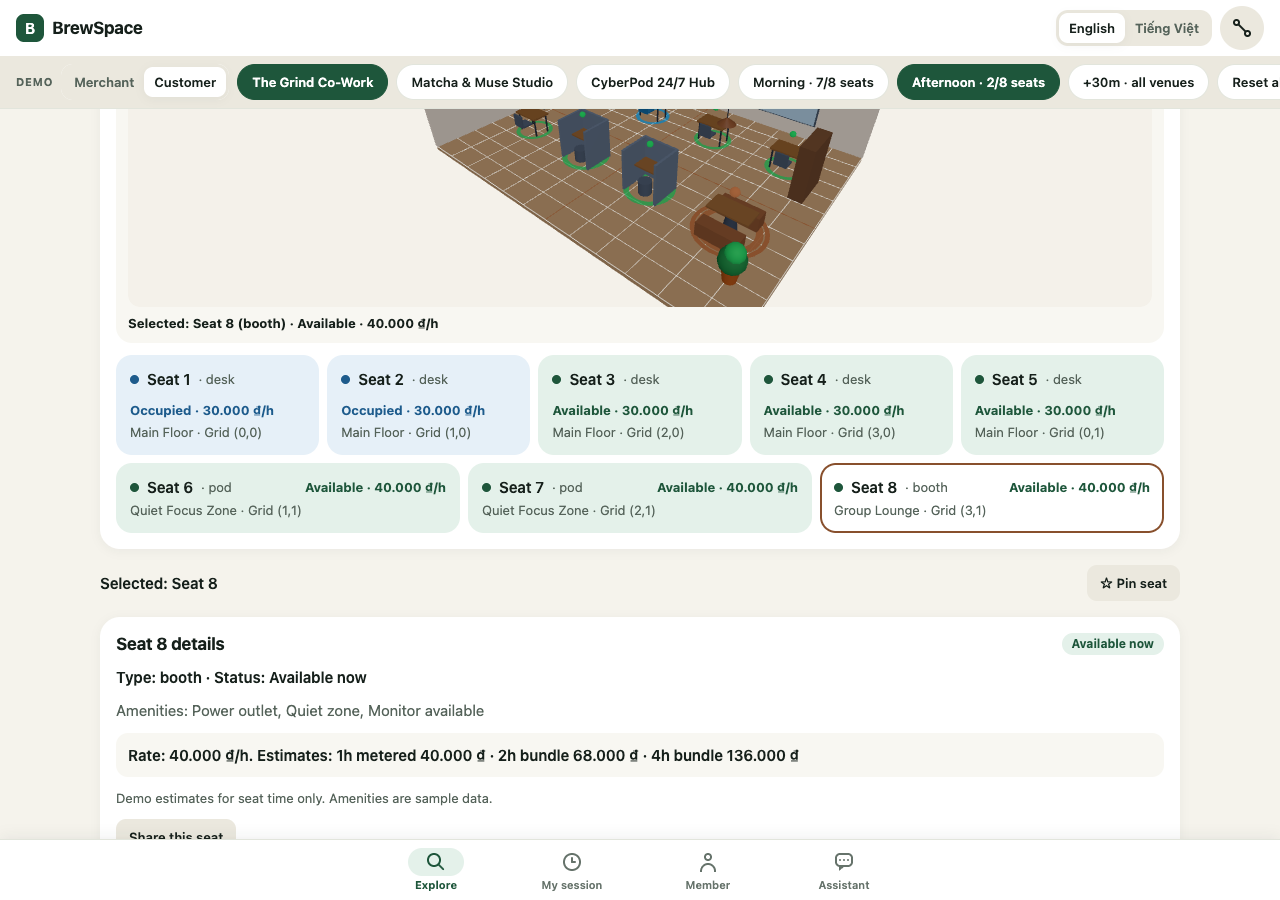 B BrewSpace English Tiếng Việt
DEMO Merchant Customer The Grind Co-Work Matcha & Muse Studio CyberPod 24/7 Hub Morning · 7/8 seats Afternoon · 2/8 seats +30m · all venues Reset a
Selected: Seat 8 (booth) · Available · 40.000 ₫/h
Seat 1 · desk
Occupied · 30.000 ₫/h
Main Floor · Grid (0,0)
Seat 2 · desk
Occupied · 30.000 ₫/h
Main Floor · Grid (1,0)
Seat 3 · desk
Available · 30.000 ₫/h
Main Floor · Grid (2,0)
Seat 4 · desk
Available · 30.000 ₫/h
Main Floor · Grid (3,0)
Seat 5 · desk
Available · 30.000 ₫/h
Main Floor · Grid (0,1)
Seat 6 · pod Available · 40.000 ₫/h
Quiet Focus Zone · Grid (1,1)
Seat 7 · pod Available · 40.000 ₫/h
Quiet Focus Zone · Grid (2,1)
Seat 8 · booth Available · 40.000 ₫/h
Group Lounge · Grid (3,1)
Selected: Seat 8 ☆ Pin seat
Seat 8 details Available now
Type: booth · Status: Available now
Amenities: Power outlet, Quiet zone, Monitor available
Rate: 40.000 ₫/h. Estimates: 1h metered 40.000 ₫ · 2h bundle 68.000 ₫ · 4h bundle 136.000 ₫
Demo estimates for seat time only. Amenities are sample data.
Share this seat
Explore My session Member Assistant